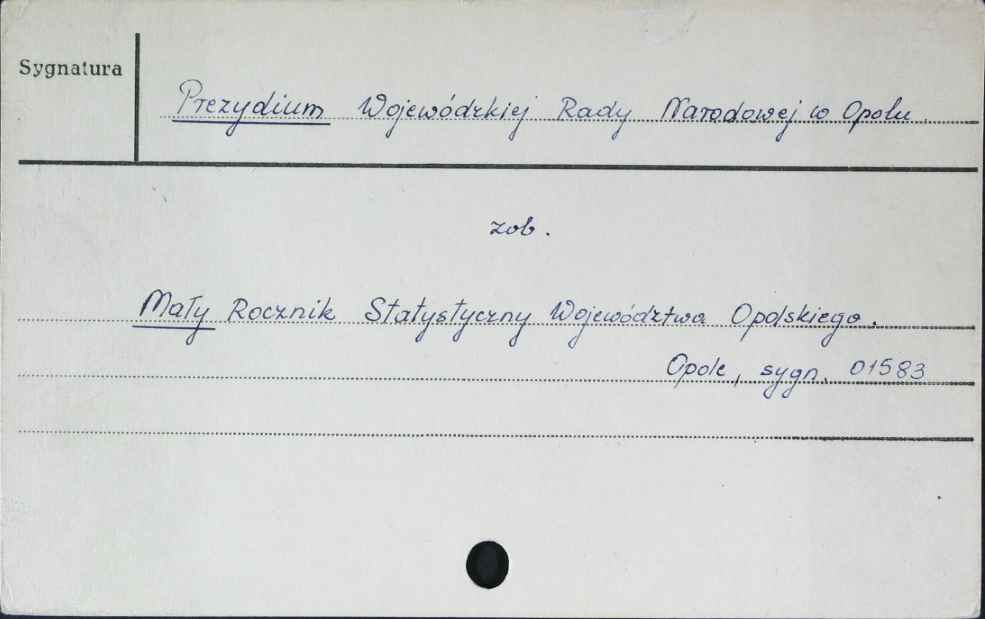 Sygnatura
Prezydium Wojewódzkiej Rady Narodowej w Opolu.
zob.
Mały Rocznik Statystyczny Województwa Opolskiego.
Opole, sygn. 01583